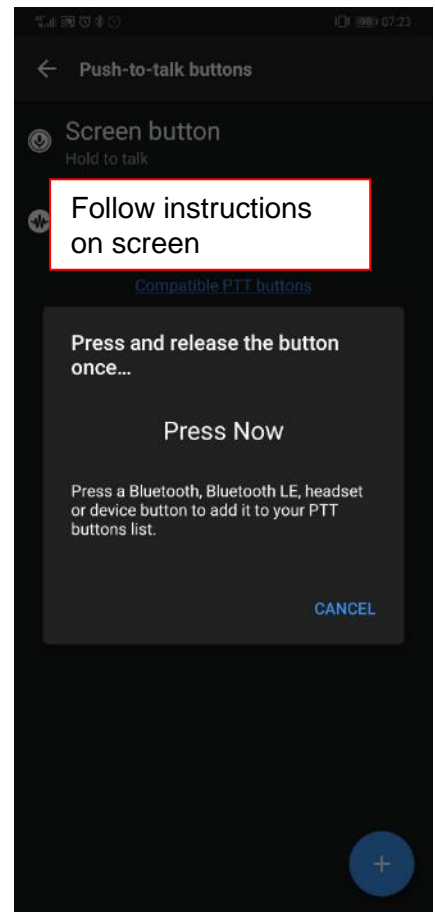 07:23
Push-to-talk buttons
Screen button
Hold to talk
Follow instructions
on screen
Compatible PTT buttons
Press and release the button
once...
Press Now
Press a Bluetooth, Bluetooth LE, headset
or device button to add it to your PTT
buttons list.
CANCEL